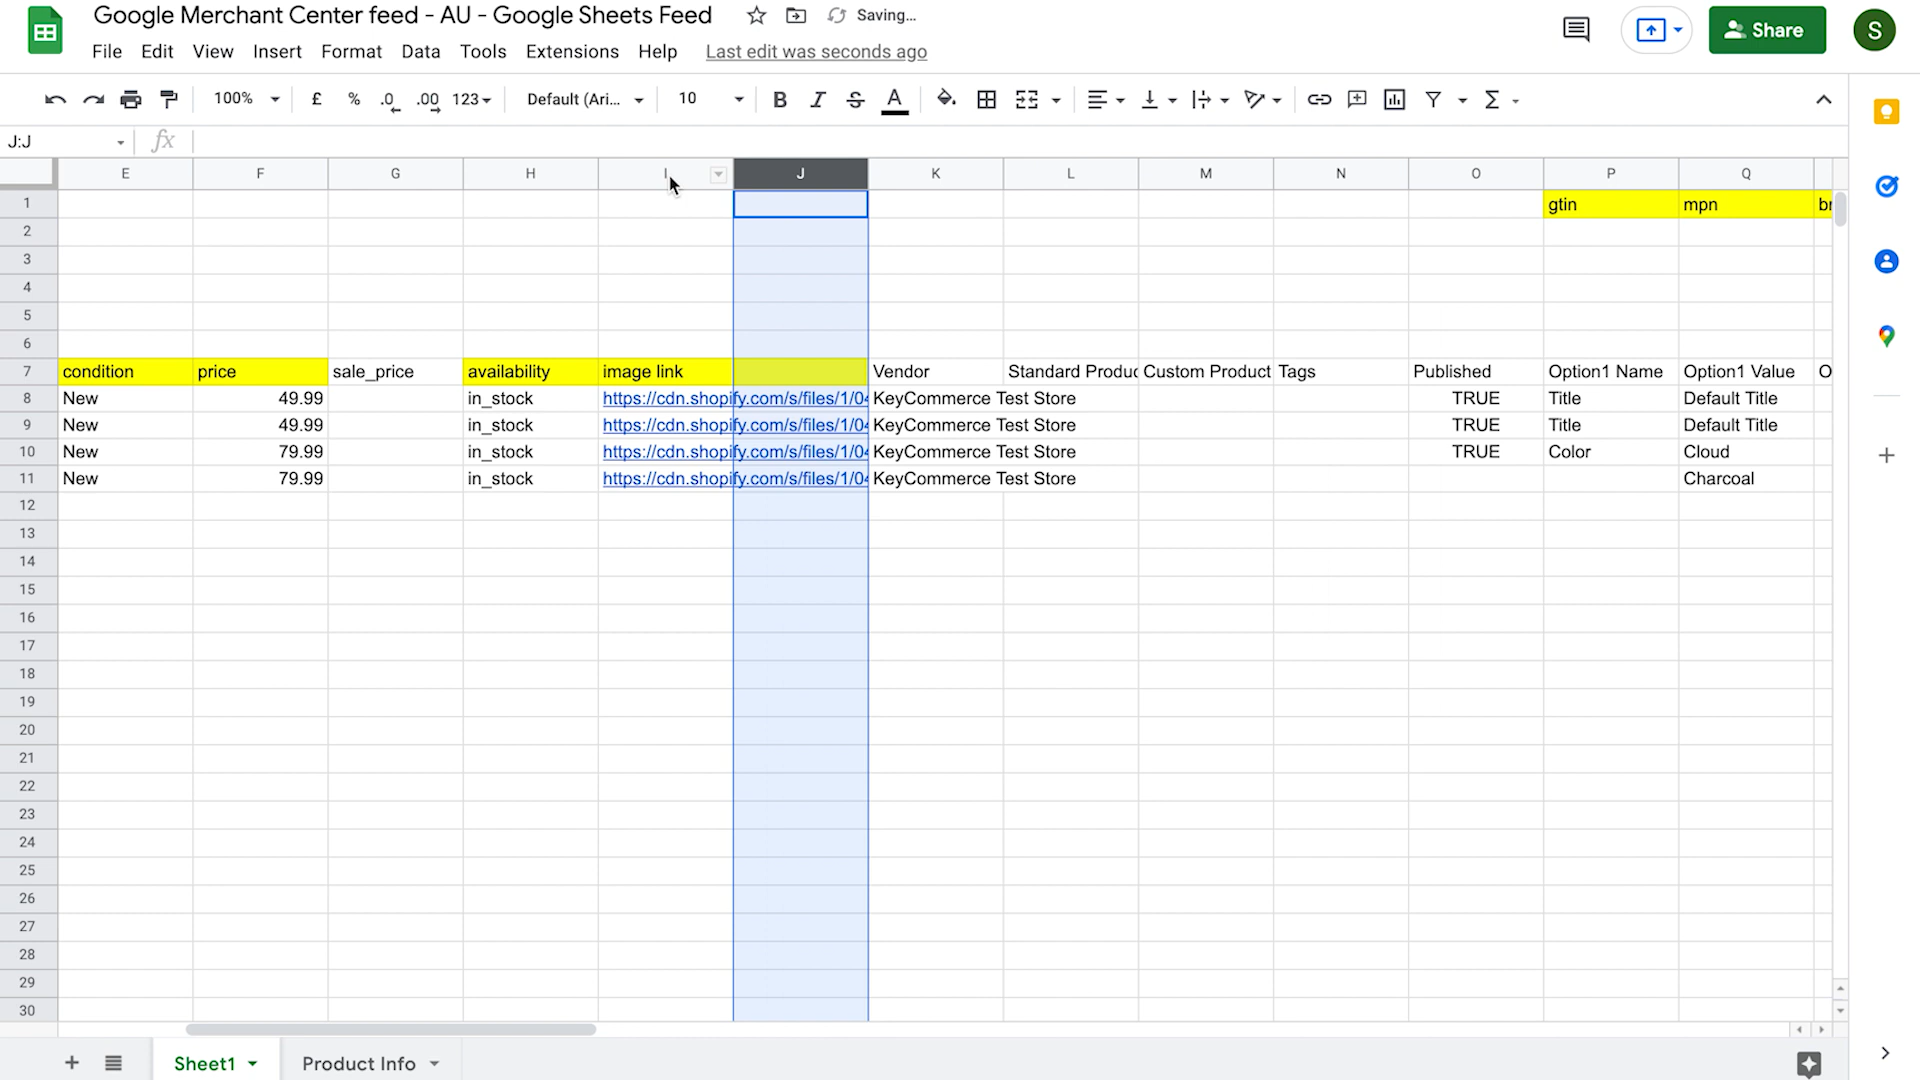 Google Merchant Center feed - AU - Google Sheets Feed Saving...
File Edit View Insert Format Data Tools Extensions Help Last edit was seconds ago
Share S
100% £ % .0 .00 123 Default (Ari... 10 B I S A Σ
J:J fx
E F G H I J K L M N O P Q
1 gtin mpn br
2
3
4
5
6
7 condition price sale_price availability image link Vendor Standard Produc Custom Product Tags Published Option1 Name Option1 Value O
8 New 49.99 in_stock https://cdn.shopify.com/s/files/1/04 KeyCommerce Test Store TRUE Title Default Title
9 New 49.99 in_stock https://cdn.shopify.com/s/files/1/04 KeyCommerce Test Store TRUE Title Default Title
10 New 79.99 in_stock https://cdn.shopify.com/s/files/1/04 KeyCommerce Test Store TRUE Color Cloud
11 New 79.99 in_stock https://cdn.shopify.com/s/files/1/04 KeyCommerce Test Store Charcoal
12
13
14
15
16
17
18
19
20
21
22
23
24
25
26
27
28
29
30
Sheet1 Product Info